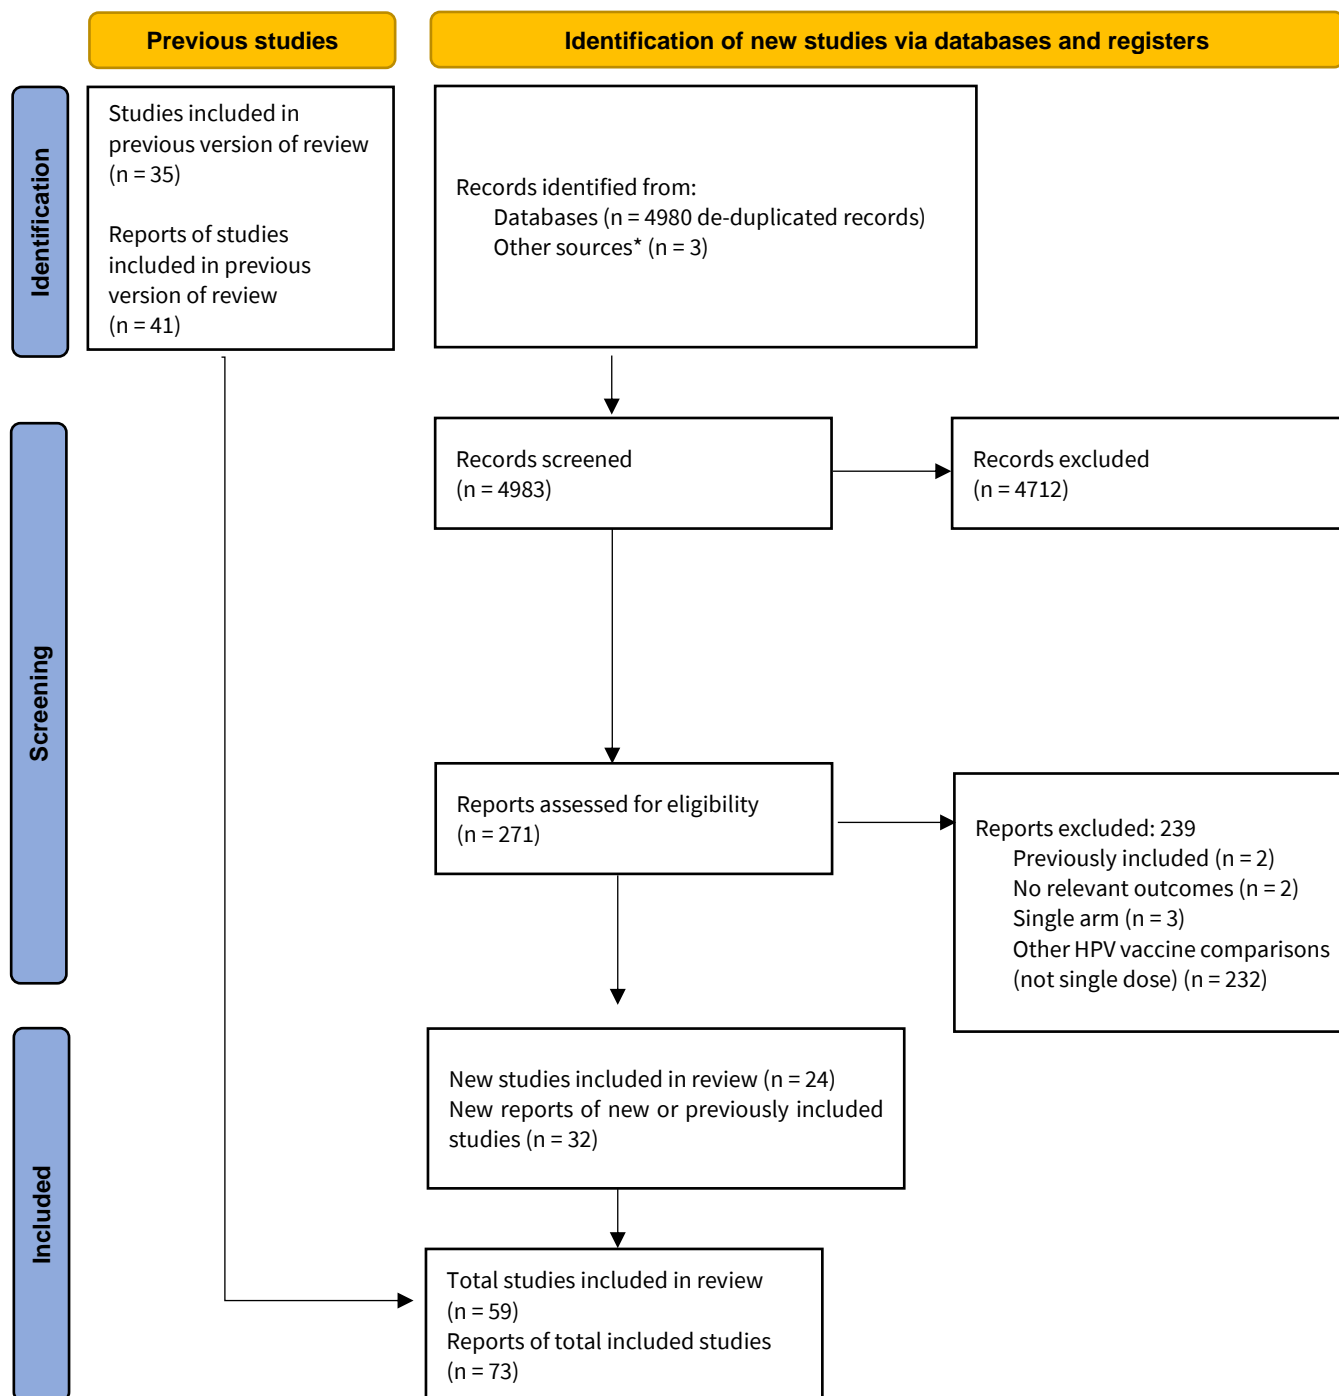 Previous studies
Identification of new studies via databases and registers
Identification
Studies included in
previous version of review
(n = 35)
Reports of studies
included in previous
version of review
(n = 41)
Records identified from:
Databases (n = 4980 de-duplicated records)
Other sources* (n = 3)
Screening
Records screened
(n = 4983)
Records excluded
(n = 4712)
Reports assessed for eligibility
(n = 271)
Reports excluded: 239
Previously included (n = 2)
No relevant outcomes (n = 2)
Single arm (n = 3)
Other HPV vaccine comparisons
(not single dose) (n = 232)
Included
New studies included in review (n = 24)
New reports of new or previously included
studies (n = 32)
Total studies included in review
(n = 59)
Reports of total included studies
(n = 73)